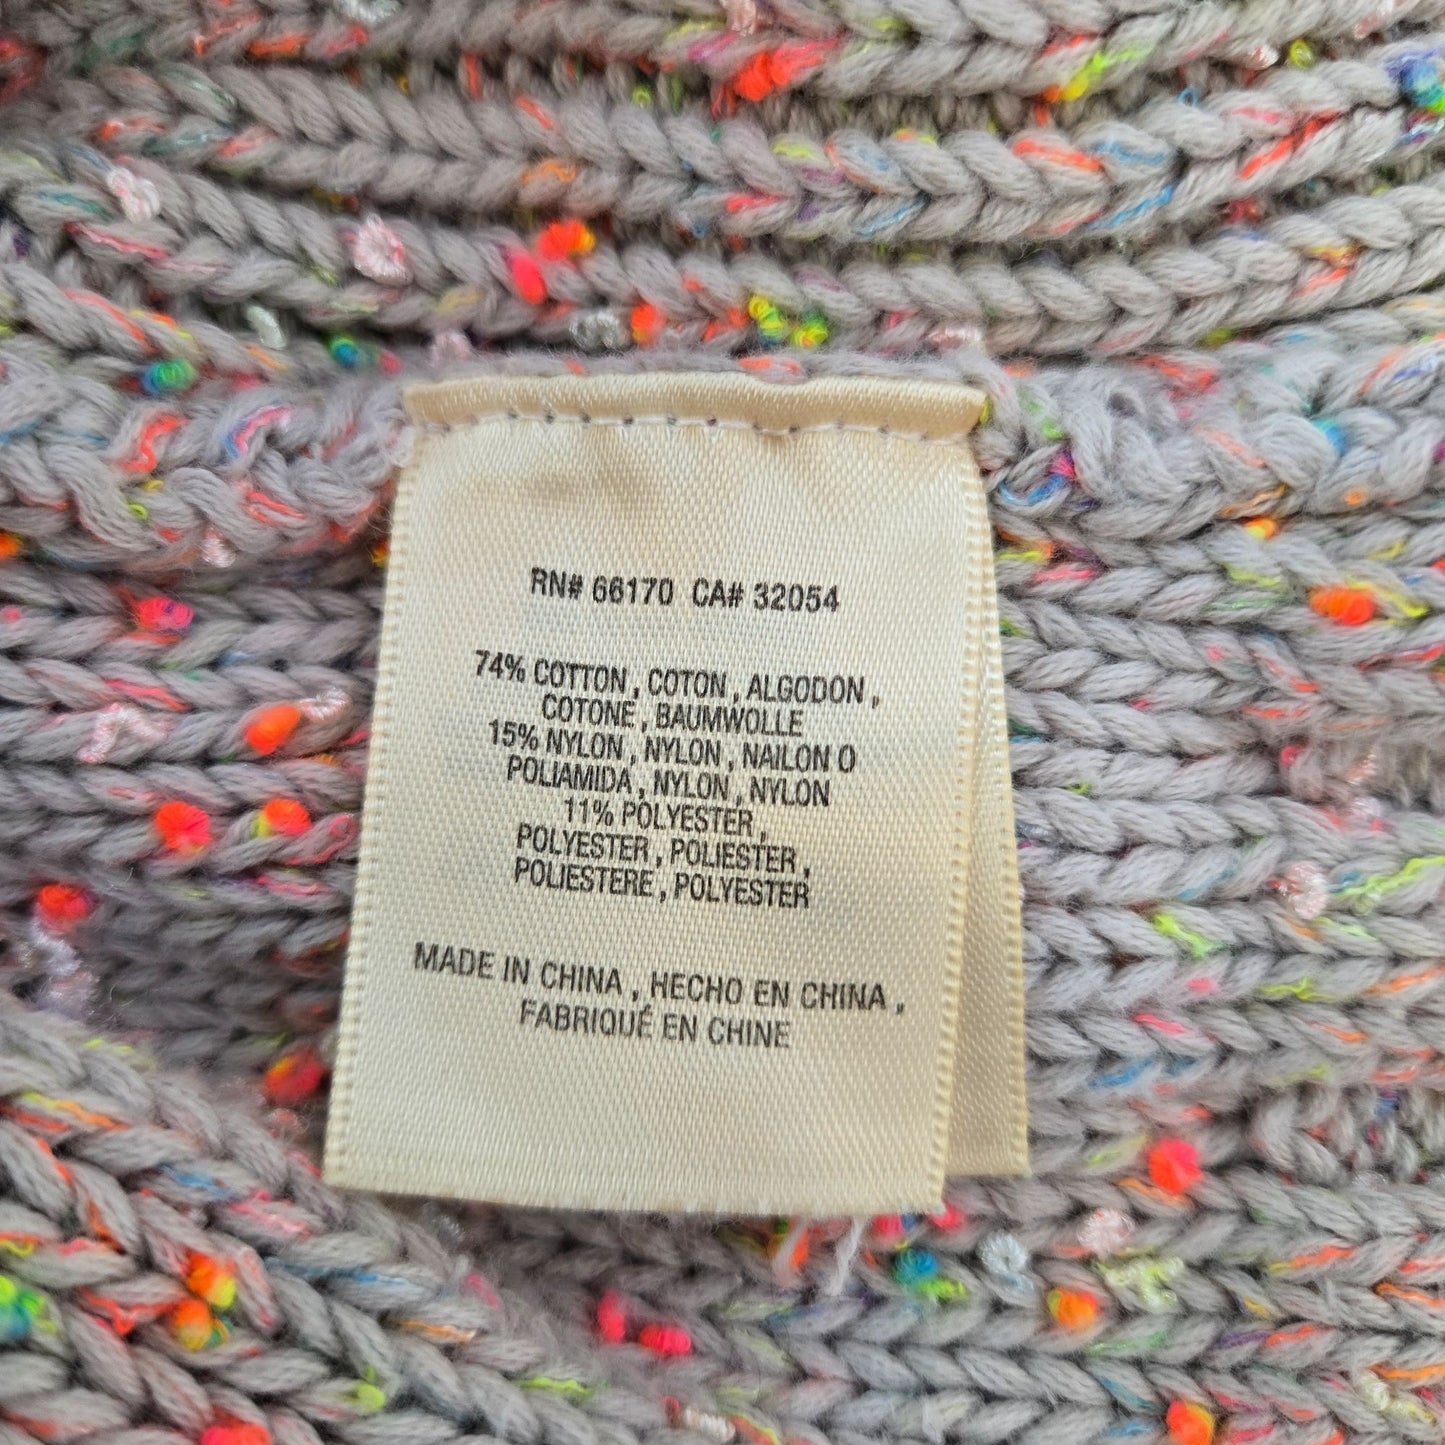 RN# 66170 CA# 32054
74% COTTON , COTON , ALGODON ,
COTONE , BAUMWOLLE
15% NYLON , NYLON , NAILON O
POLIAMIDA , NYLON , NYLON
11% POLYESTER ,
POLYESTER , POLIESTER ,
POLIESTERE , POLYESTER
MADE IN CHINA , HECHO EN CHINA ,
FABRIQUÉ EN CHINE